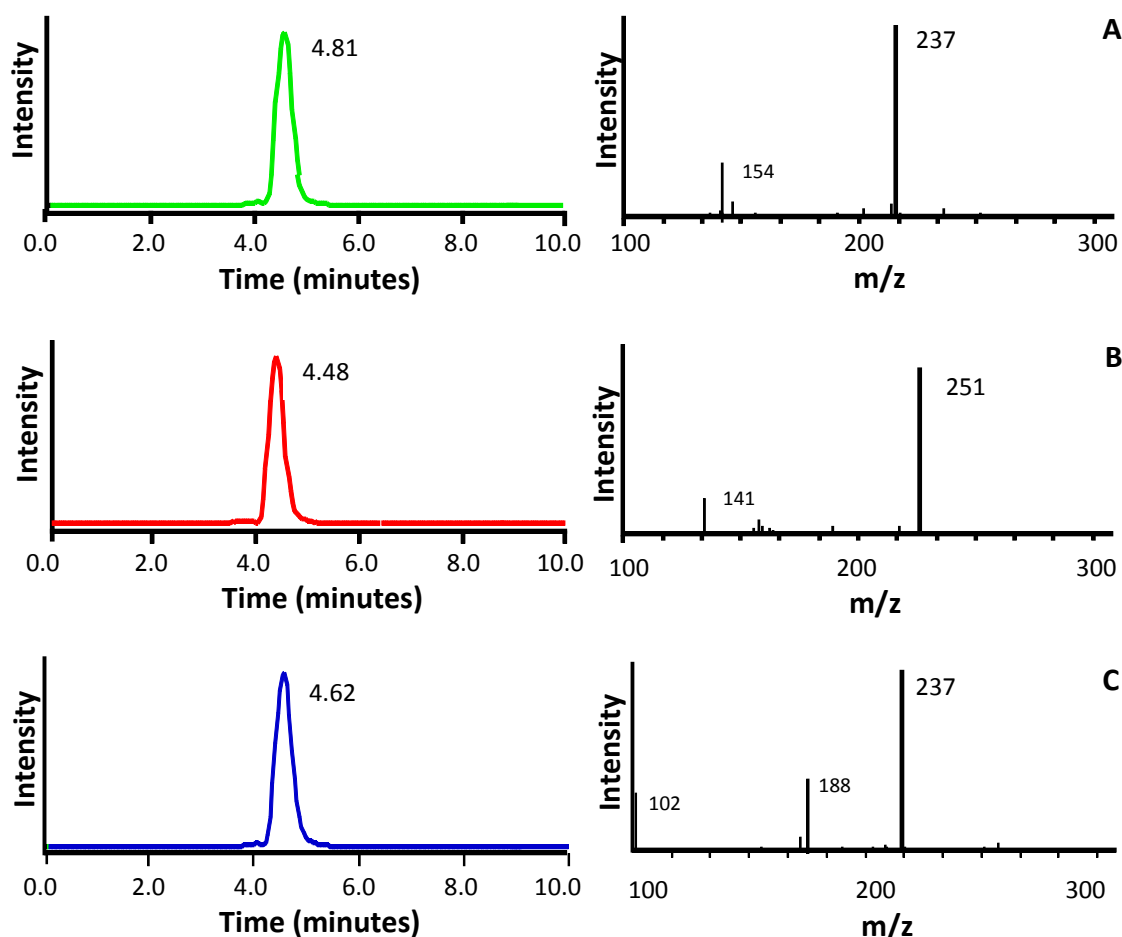 Intensity
4.81
0.0 2.0 4.0 6.0 8.0 10.0
Time (minutes)
A
Intensity
237
154
100 200 300
m/z
Intensity
4.48
0.0 2.0 4.0 6.0 8.0 10.0
Time (minutes)
B
Intensity
251
141
100 200 300
m/z
Intensity
4.62
0.0 2.0 4.0 6.0 8.0 10.0
Time (minutes)
C
Intensity
237
188
102
100 200 300
m/z